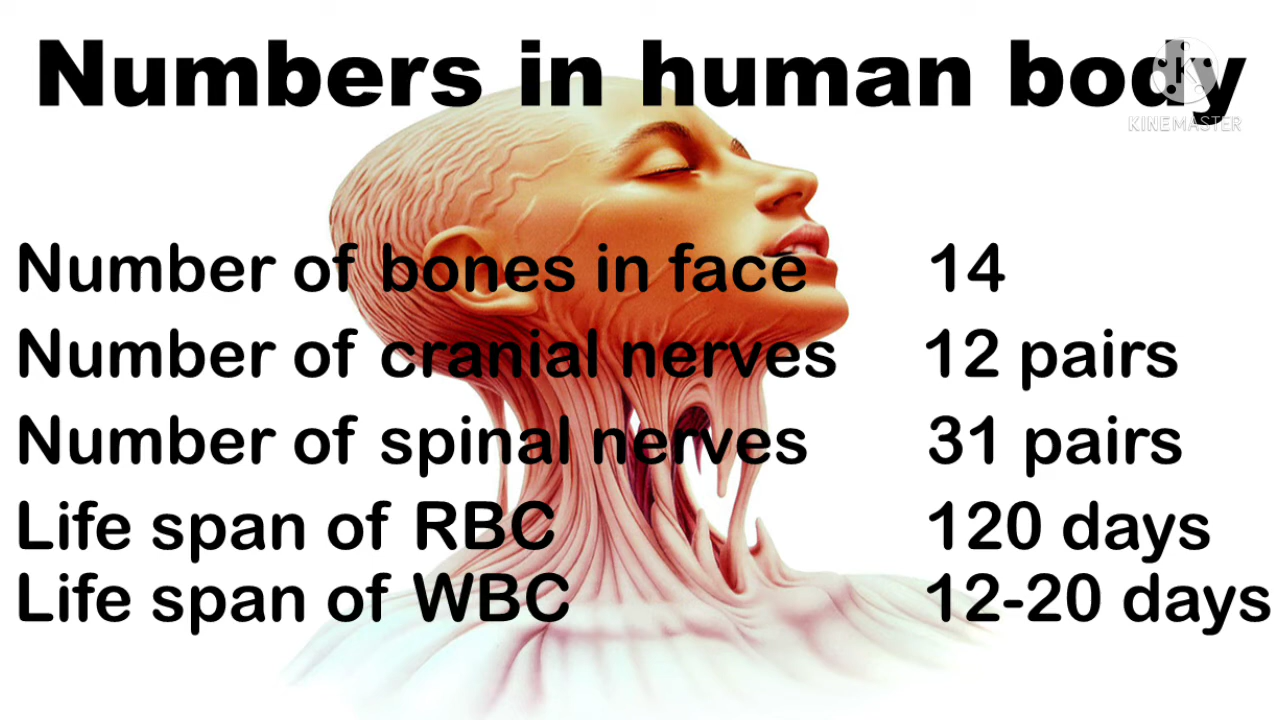 Numbers in human body
KINEMASTER
Number of bones in face 14
Number of cranial nerves 12 pairs
Number of spinal nerves 31 pairs
Life span of RBC 120 days
Life span of WBC 12-20 days